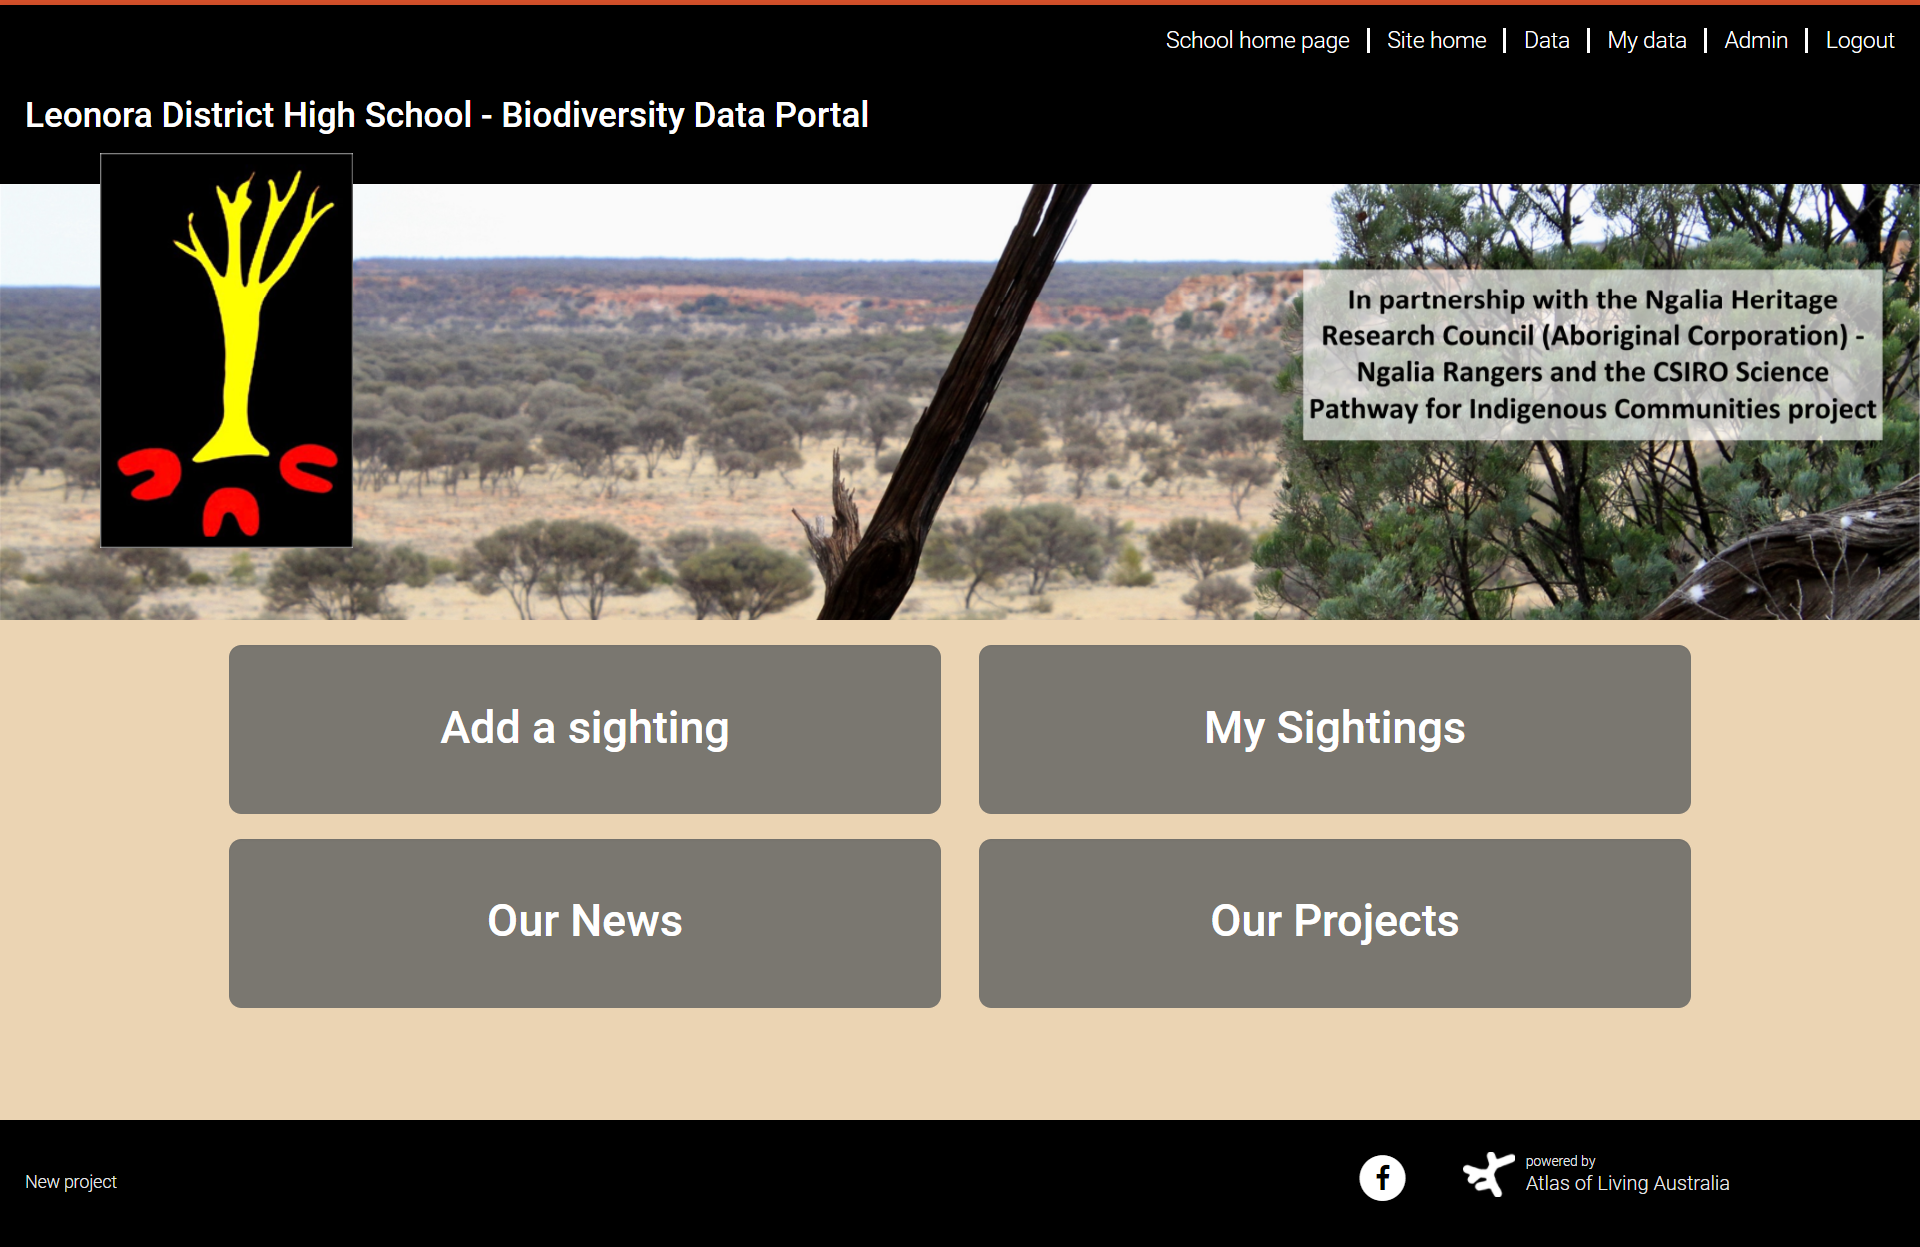 School home page
Site home
Data
My data
Admin
Logout
Leonora District High School - Biodiversity Data Portal
In partnership with the Ngalia Heritage
Research Council (Aboriginal Corporation) -
Ngalia Rangers and the CSIRO Science
Pathway for Indigenous Communities project
Add a sighting
My Sightings
Our News
Our Projects
New project
powered by
Atlas of Living Australia